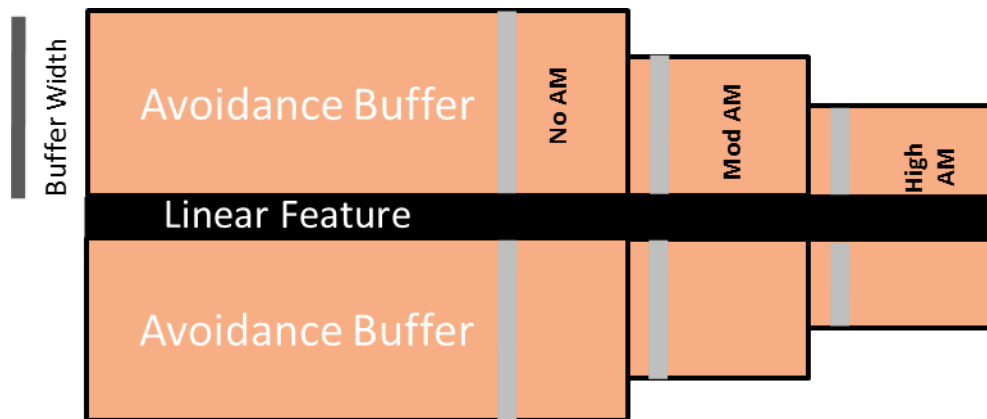 Buffer Width
Avoidance Buffer
No AM
Mod AM
High
AM
Linear Feature
Avoidance Buffer